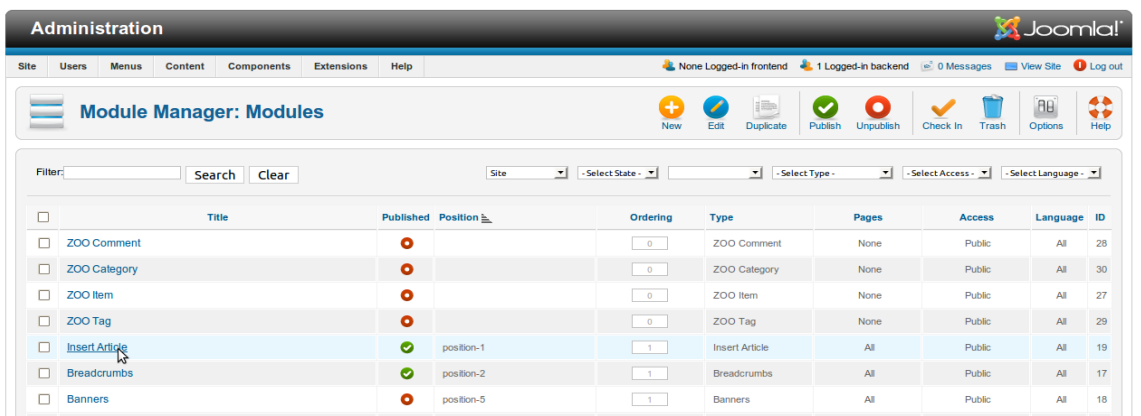 Administration Joomla!
Site Users Menus Content Components Extensions Help None Logged-in frontend 1 Logged-in backend 0 Messages View Site Log out
Module Manager: Modules New Edit Duplicate Publish Unpublish Check In Trash Options Help
Filter: Search Clear Site - Select State - - Select Type - - Select Access - - Select Language -
Title Published Position Ordering Type Pages Access Language ID
ZOO Comment 0 ZOO Comment None Public All 28
ZOO Category 0 ZOO Category None Public All 30
ZOO Item 0 ZOO Item None Public All 27
ZOO Tag 0 ZOO Tag None Public All 29
Insert Article position-1 1 Insert Article All Public All 19
Breadcrumbs position-2 1 Breadcrumbs All Public All 17
Banners position-5 1 Banners All Public All 18